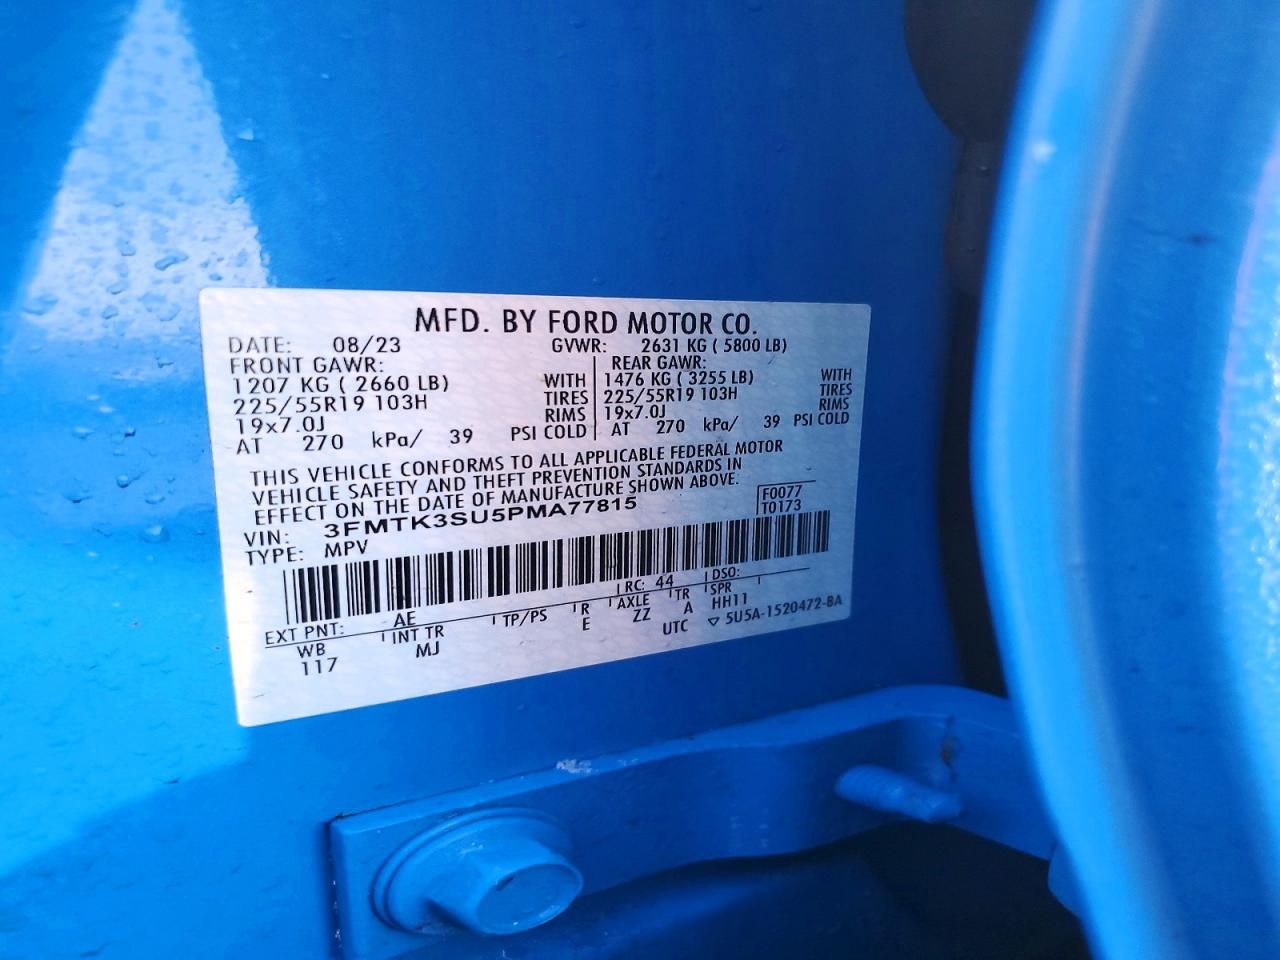 MFD. BY FORD MOTOR CO.
DATE: 08/23 GVWR: 2631 KG ( 5800 LB)
FRONT GAWR: REAR GAWR:
1207 KG ( 2660 LB) WITH 1476 KG ( 3255 LB) WITH
225/55R19 103H TIRES 225/55R19 103H TIRES
19x7.0J RIMS 19x7.0J RIMS
AT 270 kPa/ 39 PSI COLD AT 270 kPa/ 39 PSI COLD
THIS VEHICLE CONFORMS TO ALL APPLICABLE FEDERAL MOTOR
VEHICLE SAFETY AND THEFT PREVENTION STANDARDS IN
EFFECT ON THE DATE OF MANUFACTURE SHOWN ABOVE.
F0077
T0173
VIN: 3FMTK3SU5PMA77815
TYPE: MPV
EXT PNT: AE RC: 44 DSO:
WB INT TR TP/PS R AXLE TR SPR
117 MJ E ZZ A HH11
UTC ▽ 5U5A-1520472-BA